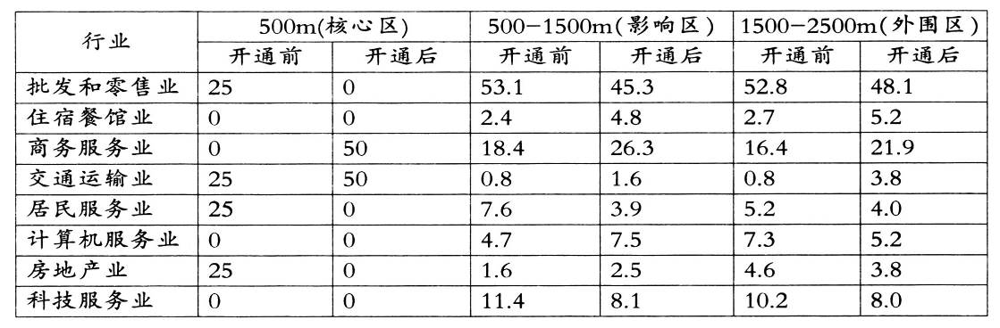 行业 500m(核心区) 500-1500m(影响区) 1500-2500m(外围区)
开通前 开通后 开通前 开通后 开通前 开通后
批发和零售业 25 0 53.1 45.3 52.8 48.1
住宿餐馆业 0 0 2.4 4.8 2.7 5.2
商务服务业 0 50 18.4 26.3 16.4 21.9
交通运输业 25 50 0.8 1.6 0.8 3.8
居民服务业 25 0 7.6 3.9 5.2 4.0
计算机服务业 0 0 4.7 7.5 7.3 5.2
房地产业 25 0 1.6 2.5 4.6 3.8
科技服务业 0 0 11.4 8.1 10.2 8.0